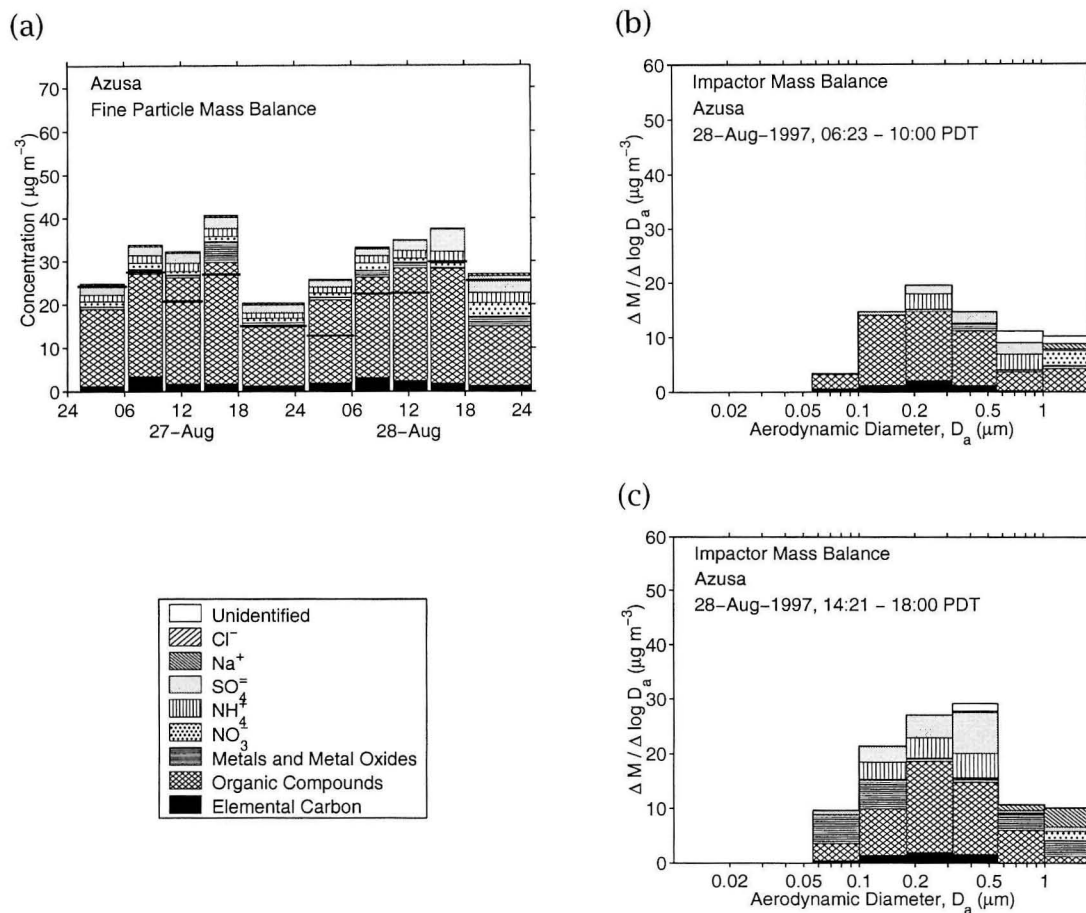 (a)
Azusa
Fine Particle Mass Balance
Concentration ( μg m⁻³)
70
60
50
40
30
20
10
0
24 06 12 18 24 06 12 18 24
27-Aug 28-Aug
(b)
Impactor Mass Balance
Azusa
28-Aug-1997, 06:23 - 10:00 PDT
Δ M / Δ log Dₐ (μg m⁻³)
60
50
40
30
20
10
0
0.02 0.05 0.1 0.2 0.5 1
Aerodynamic Diameter, Dₐ (μm)
Unidentified
Cl⁻
Na⁺
SO₄⁼
NH₄⁺
NO₃⁻
Metals and Metal Oxides
Organic Compounds
Elemental Carbon
(c)
Impactor Mass Balance
Azusa
28-Aug-1997, 14:21 - 18:00 PDT
Δ M / Δ log Dₐ (μg m⁻³)
60
50
40
30
20
10
0
0.02 0.05 0.1 0.2 0.5 1
Aerodynamic Diameter, Dₐ (μm)